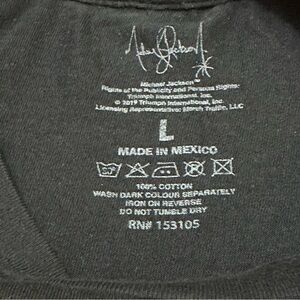 Michael Jackson
Michael Jackson™
Rights of the Publicity and Persona Rights:
Triumph International, Inc.
© 2019 Triumph International, Inc.
Licensing Representative: Merch Traffic, LLC
L
MADE IN MEXICO
100% COTTON
WASH DARK COLOUR SEPARATELY
IRON ON REVERSE
DO NOT TUMBLE DRY
RN# 153105